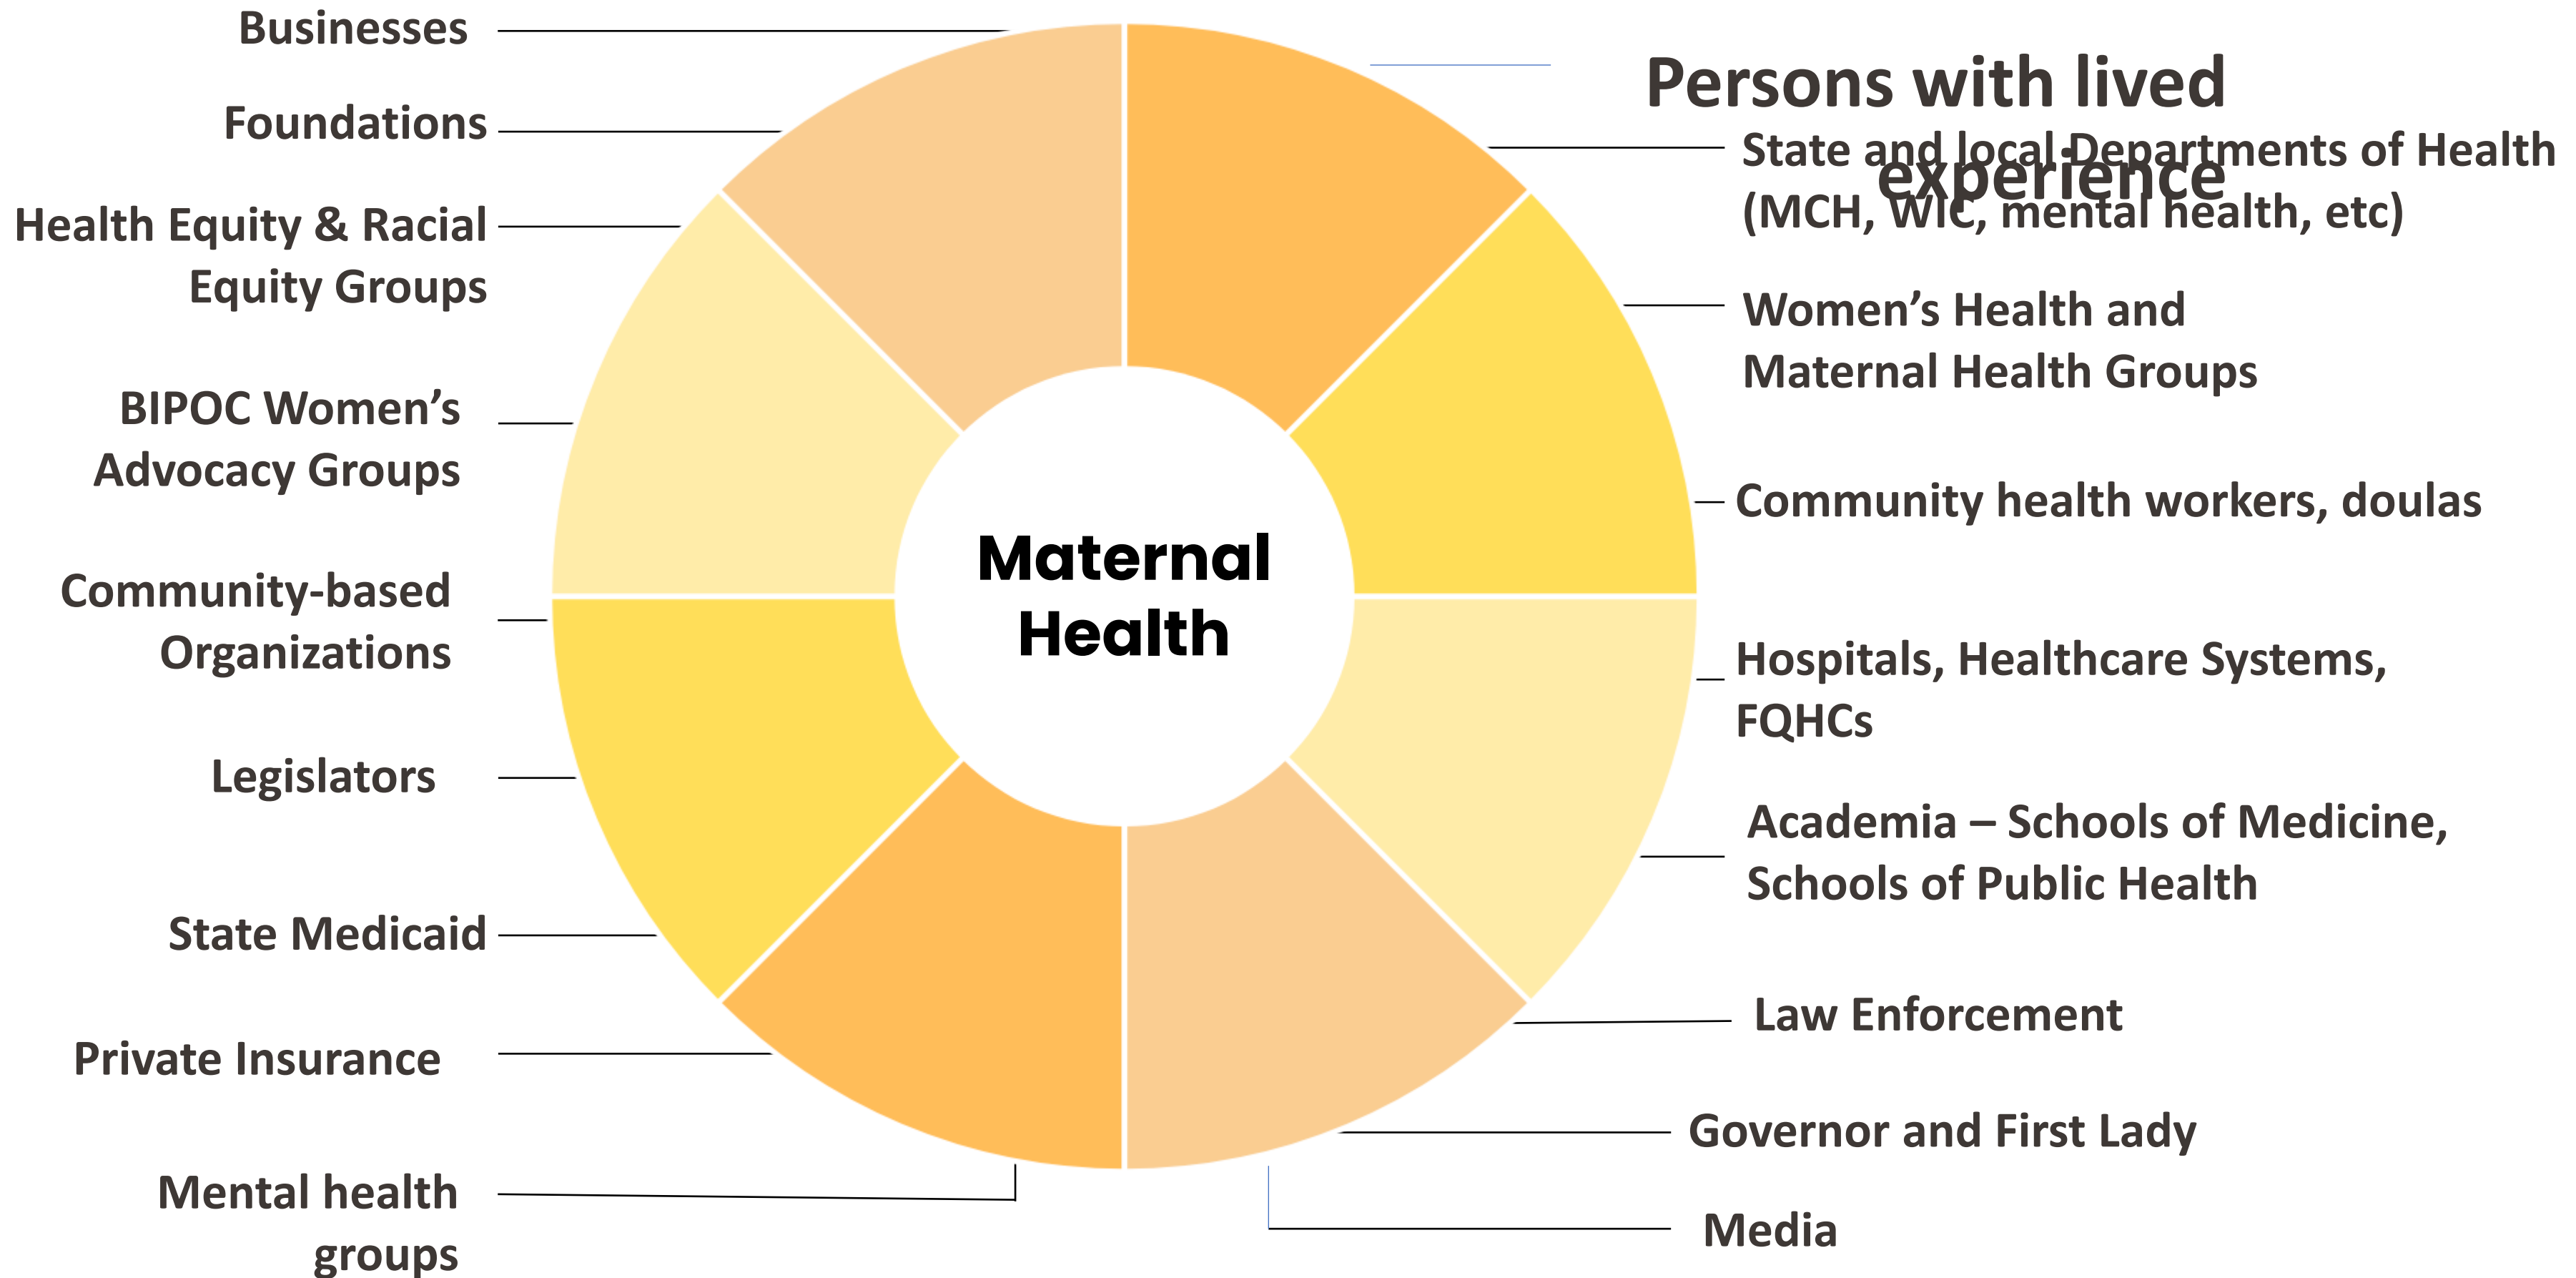 Businesses
Foundations
Health Equity & Racial
Equity Groups
BIPOC Women’s
Advocacy Groups
Community-based
Organizations
Legislators
State Medicaid
Private Insurance
Mental health
groups
Maternal
Health
Persons with lived
experience
State and local Departments of Health
(MCH, WIC, mental health, etc)
Women’s Health and
Maternal Health Groups
Community health workers, doulas
Hospitals, Healthcare Systems,
FQHCs
Academia – Schools of Medicine,
Schools of Public Health
Law Enforcement
Governor and First Lady
Media